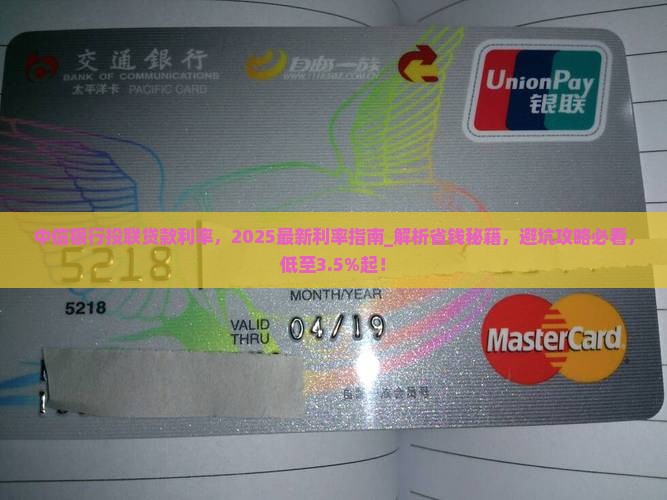 交通銀行
BANK OF COMMUNICATIONS
太平洋卡 PACIFIC CARD
自由一族
UnionPay
银联
中信银行投联贷款利率，2025最新利率指南_解析省钱秘籍，避坑攻略必看，
低至3.5%起！
5218
5218
MONTH/YEAR
VALID
THRU
04/19
MasterCard